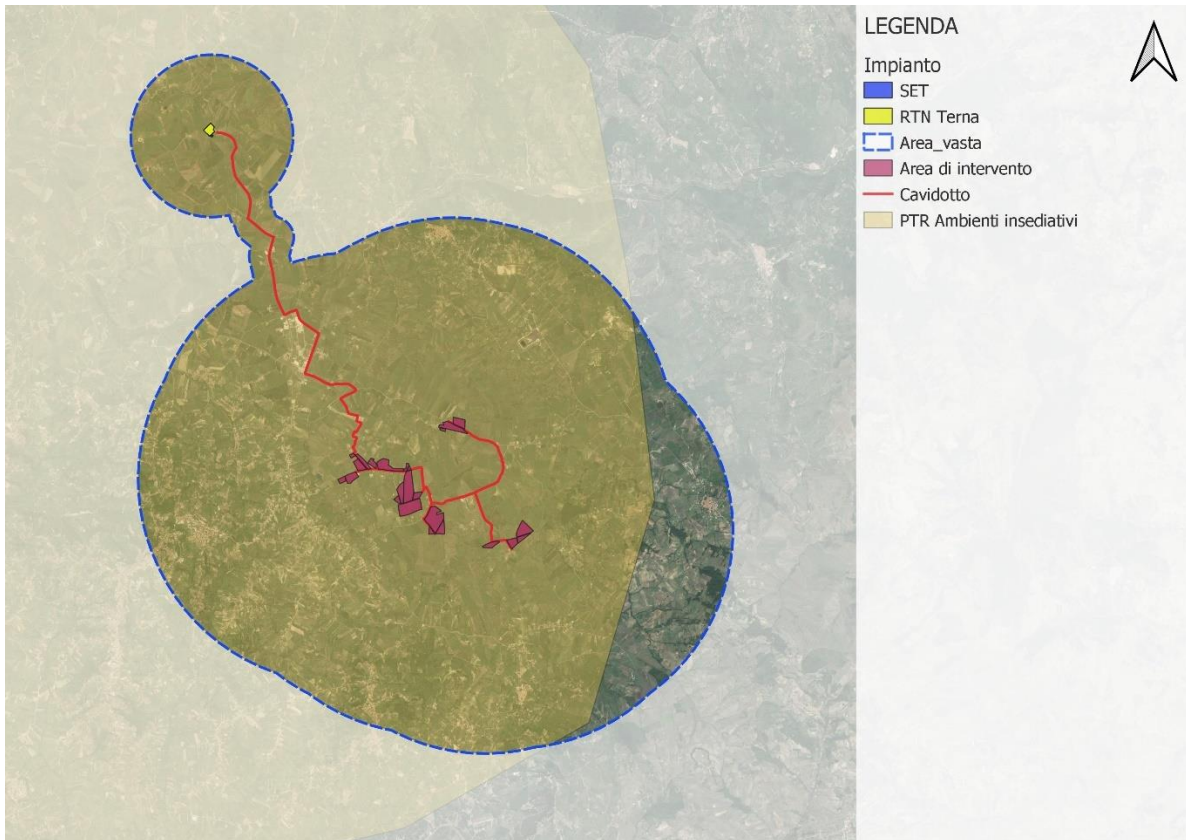 LEGENDA
Impianto
SET
RTN Terna
Area_vasta
Area di intervento
Cavidotto
PTR Ambienti insediativi